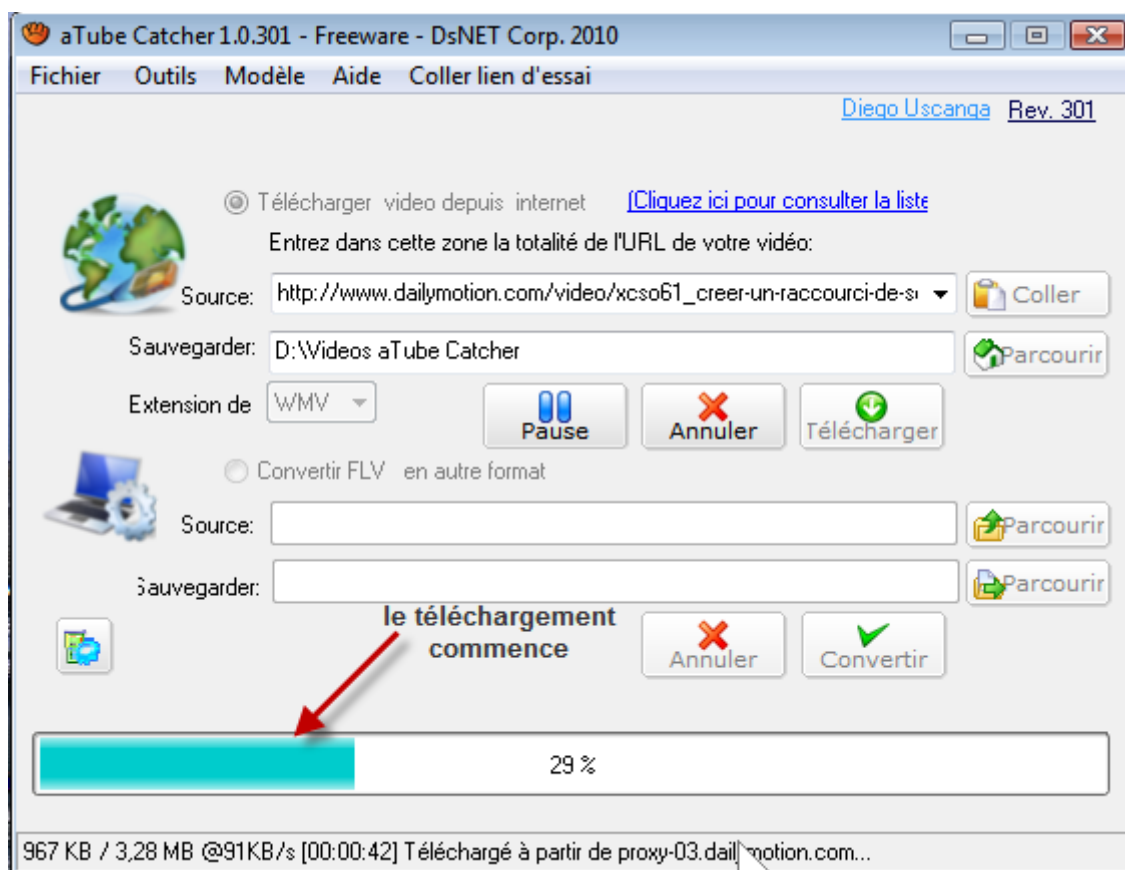 aTube Catcher 1.0.301 - Freeware - DsNET Corp. 2010
Fichier Outils Modèle Aide Coller lien d'essai
Diego Uscanga Rev. 301
Télécharger video depuis internet (Cliquez ici pour consulter la liste
Entrez dans cette zone la totalité de l'URL de votre vidéo:
Source: http://www.dailymotion.com/video/xcso61_creer-un-raccourci-de- Coller
Sauvegarder: D:\Videos aTube Catcher Parcourir
Extension de WMV Pause Annuler Télécharger
Convertir FLV en autre format
Source: Parcourir
Sauvegarder: Parcourir
le téléchargement
commence
Annuler Convertir
29 %
967 KB / 3,28 MB @91KB/s [00:00:42] Téléchargé à partir de proxy-03.dailymotion.com...